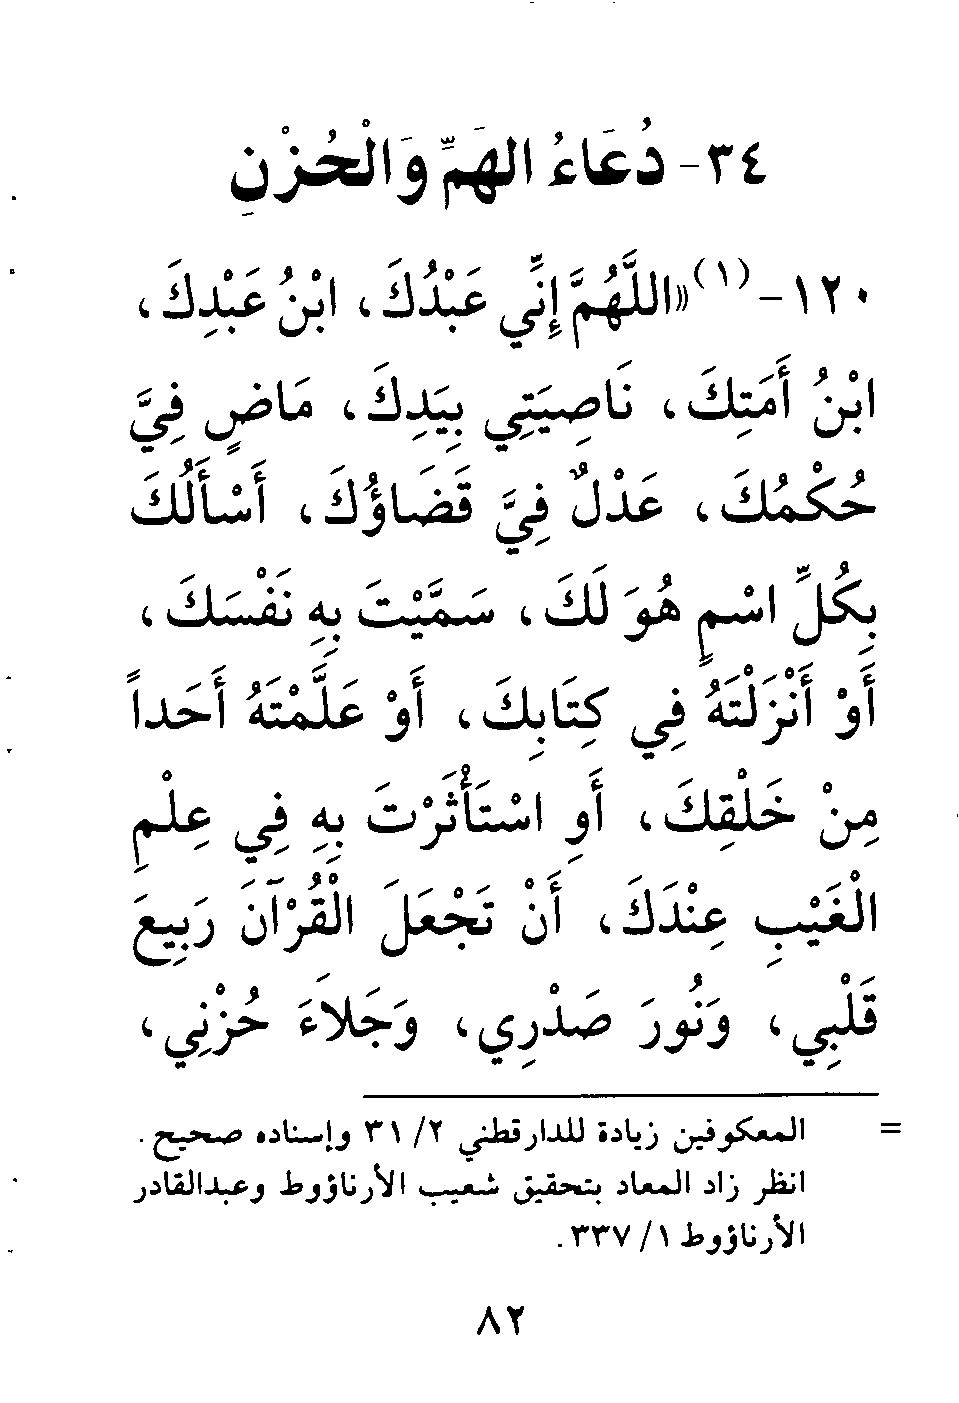 ٣٤- دُعَاءُ الهَمِّ وَالْحُزْنِ
١٢٠-(١) «اللَّهُمَّ إِنِّي عَبْدُكَ، ابْنُ عَبْدِكَ،
ابْنُ أَمَتِكَ، نَاصِيَتِي بِيَدِكَ، مَاضٍ فِيَّ
حُكْمُكَ، عَدْلٌ فِيَّ قَضَاؤُكَ، أَسْأَلُكَ
بِكُلِّ اسْمٍ هُوَ لَكَ، سَمَّيْتَ بِهِ نَفْسَكَ،
أَوْ أَنْزَلْتَهُ فِي كِتَابِكَ، أَوْ عَلَّمْتَهُ أَحَداً
مِنْ خَلْقِكَ، أَوِ اسْتَأْثَرْتَ بِهِ فِي عِلْمِ
الْغَيْبِ عِنْدَكَ، أَنْ تَجْعَلَ الْقُرْآنَ رَبِيعَ
قَلْبِي، وَنُورَ صَدْرِي، وَجَلاَءَ حُزْنِي،
= المعكوفين زيادة للدارقطني ٣١/٢ وإسناده صحيح.
انظر زاد المعاد بتحقيق شعيب الأرناؤوط وعبدالقادر
الأرناؤوط ٣٣٧/١.
٨٢